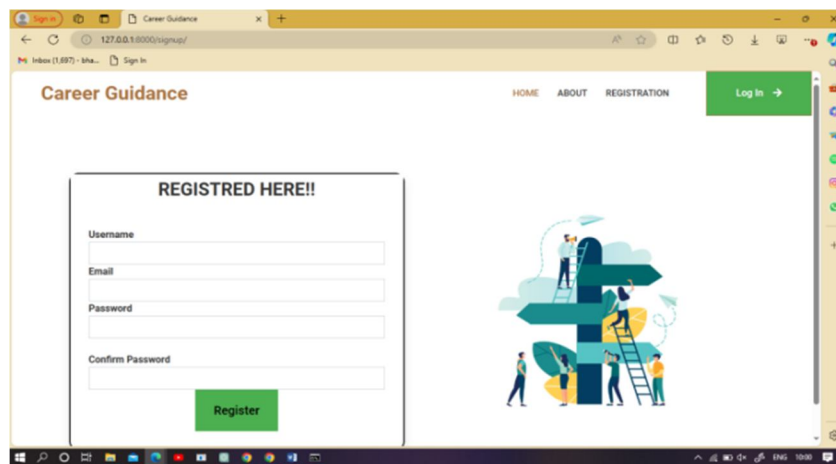 Sign in
Career Guidance
127.0.0.1:8000/signup/
Inbox (1,697) - bha...
Sign In
Career Guidance
HOME ABOUT REGISTRATION Log In →
REGISTRED HERE!!
Username
Email
Password
Confirm Password
Register
ENG 10:00